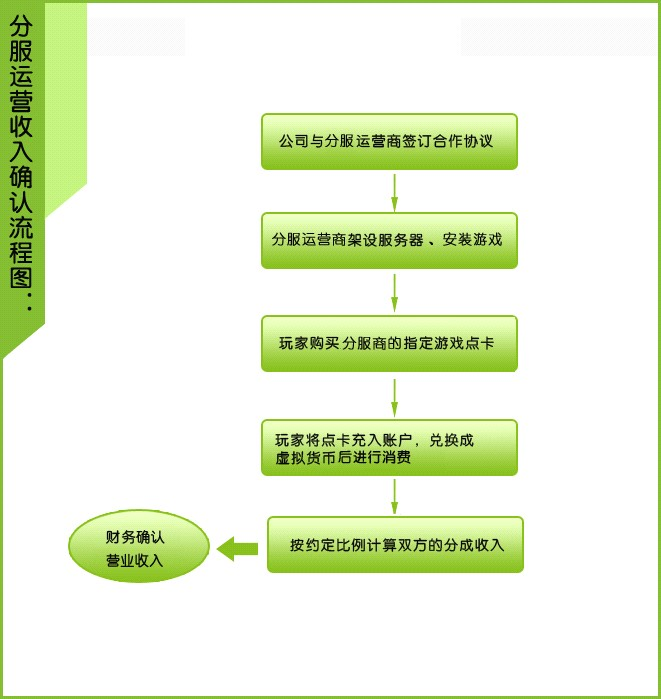 分服运营收入确认流程图：
公司与分服运营商签订合作协议
分服运营商架设服务器、安装游戏
玩家购买分服商的指定游戏点卡
玩家将点卡充入账户，兑换成
虚拟货币后进行消费
按约定比例计算双方的分成收入
财务确认
营业收入